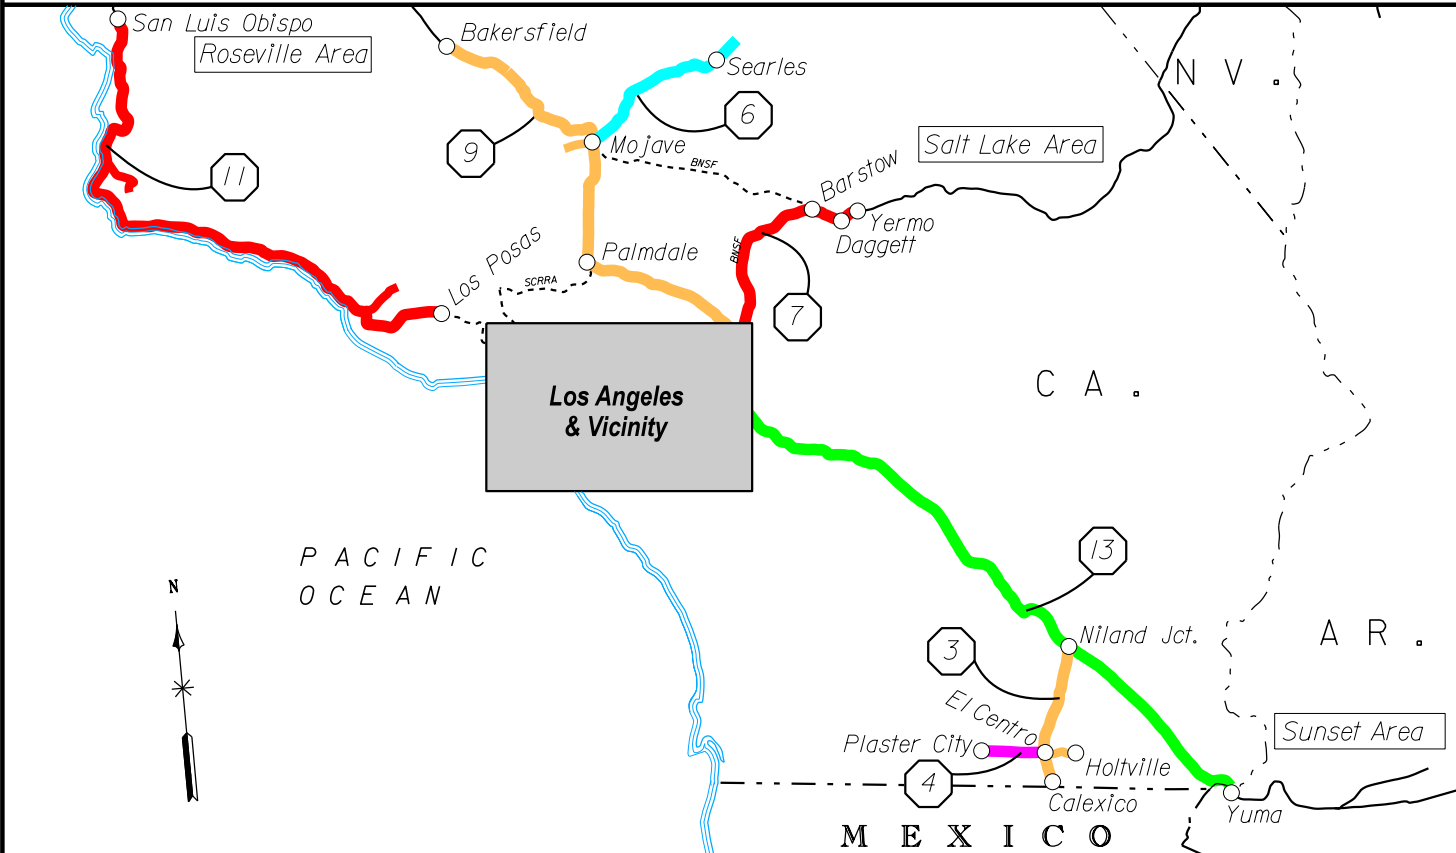 San Luis Obispo
Roseville Area
Bakersfield
Searles
N V .
6
9
Mojave
BNSF
Salt Lake Area
11
Barstow
Yermo
Daggett
BNSF
Los Posas
Palmdale
SCRRA
7
Los Angeles
& Vicinity
C A .
PACIFIC
OCEAN
N
13
Niland Jct.
A R .
3
El Centro
Sunset Area
Plaster City
Holtville
4
Calexico
Yuma
M E X I C O